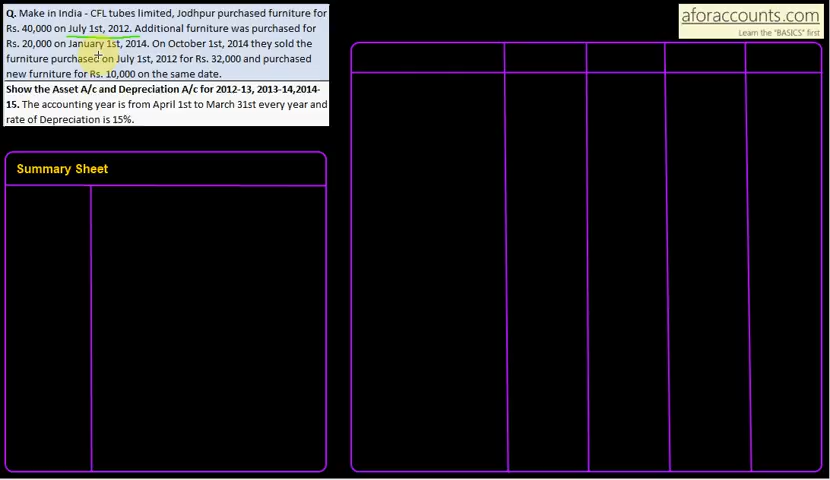 Q. Make in India - CFL tubes limited, Jodhpur purchased furniture for
Rs. 40,000 on July 1st, 2012. Additional furniture was purchased for
Rs. 20,000 on January 1st, 2014. On October 1st, 2014 they sold the
furniture purchased on July 1st, 2012 for Rs. 32,000 and purchased
new furniture for Rs. 10,000 on the same date.
Show the Asset A/c and Depreciation A/c for 2012-13, 2013-14,2014-
15. The accounting year is from April 1st to March 31st every year and
rate of Depreciation is 15%.
aforaccounts.com
Learn the "BASICS" first
Summary Sheet